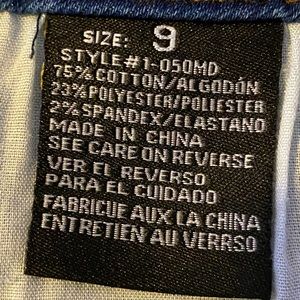 SIZE: 9
STYLE#1-050MD
75% COTTON/ALGODÓN
23%POLYESTER/POLIESTER
2%SPANDEX/ELASTANO
MADE IN CHINA
SEE CARE ON REVERSE
VER EL REVERSO
PARA EL CUIDADO
FABRICUE AUX LA CHINA
ENTRETIEN AU VERRSO